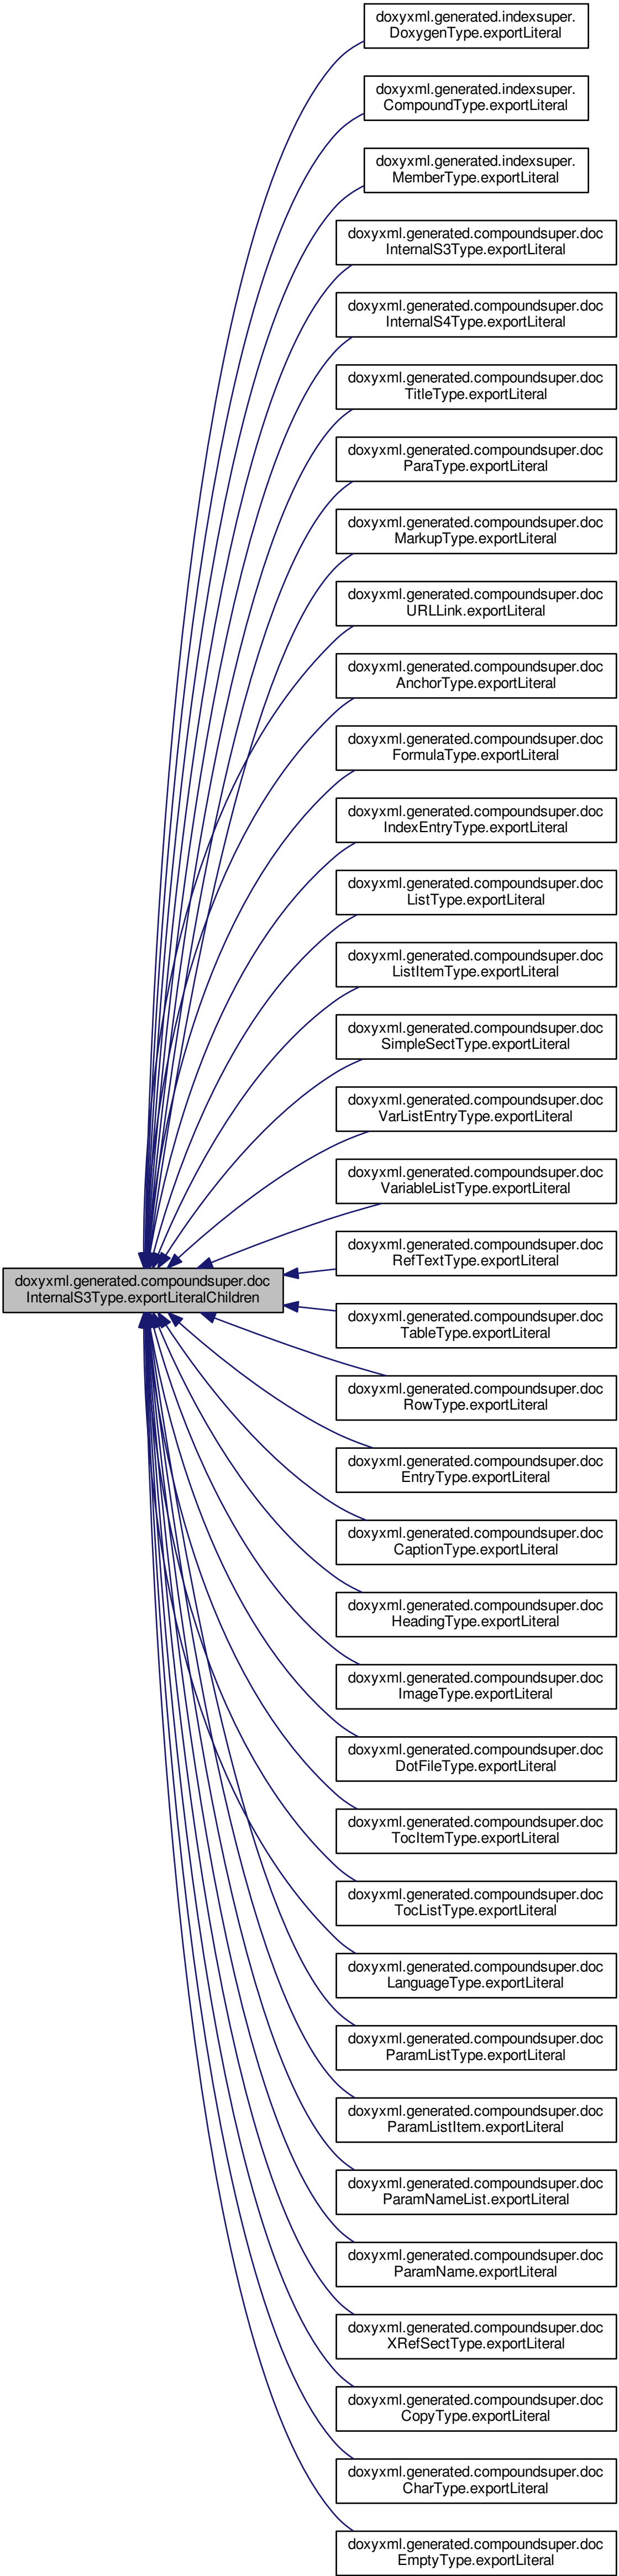 doxyxml.generated.indexsuper.
DoxygenType.exportLiteral
doxyxml.generated.indexsuper.
CompoundType.exportLiteral
doxyxml.generated.indexsuper.
MemberType.exportLiteral
doxyxml.generated.compoundsuper.doc
InternalS3Type.exportLiteral
doxyxml.generated.compoundsuper.doc
InternalS4Type.exportLiteral
doxyxml.generated.compoundsuper.doc
TitleType.exportLiteral
doxyxml.generated.compoundsuper.doc
ParaType.exportLiteral
doxyxml.generated.compoundsuper.doc
MarkupType.exportLiteral
doxyxml.generated.compoundsuper.doc
URLLink.exportLiteral
doxyxml.generated.compoundsuper.doc
AnchorType.exportLiteral
doxyxml.generated.compoundsuper.doc
FormulaType.exportLiteral
doxyxml.generated.compoundsuper.doc
IndexEntryType.exportLiteral
doxyxml.generated.compoundsuper.doc
ListType.exportLiteral
doxyxml.generated.compoundsuper.doc
ListItemType.exportLiteral
doxyxml.generated.compoundsuper.doc
SimpleSectType.exportLiteral
doxyxml.generated.compoundsuper.doc
VarListEntryType.exportLiteral
doxyxml.generated.compoundsuper.doc
VariableListType.exportLiteral
doxyxml.generated.compoundsuper.doc
RefTextType.exportLiteral
doxyxml.generated.compoundsuper.doc
InternalS3Type.exportLiteralChildren
doxyxml.generated.compoundsuper.doc
TableType.exportLiteral
doxyxml.generated.compoundsuper.doc
RowType.exportLiteral
doxyxml.generated.compoundsuper.doc
EntryType.exportLiteral
doxyxml.generated.compoundsuper.doc
CaptionType.exportLiteral
doxyxml.generated.compoundsuper.doc
HeadingType.exportLiteral
doxyxml.generated.compoundsuper.doc
ImageType.exportLiteral
doxyxml.generated.compoundsuper.doc
DotFileType.exportLiteral
doxyxml.generated.compoundsuper.doc
TocItemType.exportLiteral
doxyxml.generated.compoundsuper.doc
TocListType.exportLiteral
doxyxml.generated.compoundsuper.doc
LanguageType.exportLiteral
doxyxml.generated.compoundsuper.doc
ParamListType.exportLiteral
doxyxml.generated.compoundsuper.doc
ParamListItem.exportLiteral
doxyxml.generated.compoundsuper.doc
ParamNameList.exportLiteral
doxyxml.generated.compoundsuper.doc
ParamName.exportLiteral
doxyxml.generated.compoundsuper.doc
XRefSectType.exportLiteral
doxyxml.generated.compoundsuper.doc
CopyType.exportLiteral
doxyxml.generated.compoundsuper.doc
CharType.exportLiteral
doxyxml.generated.compoundsuper.doc
EmptyType.exportLiteral